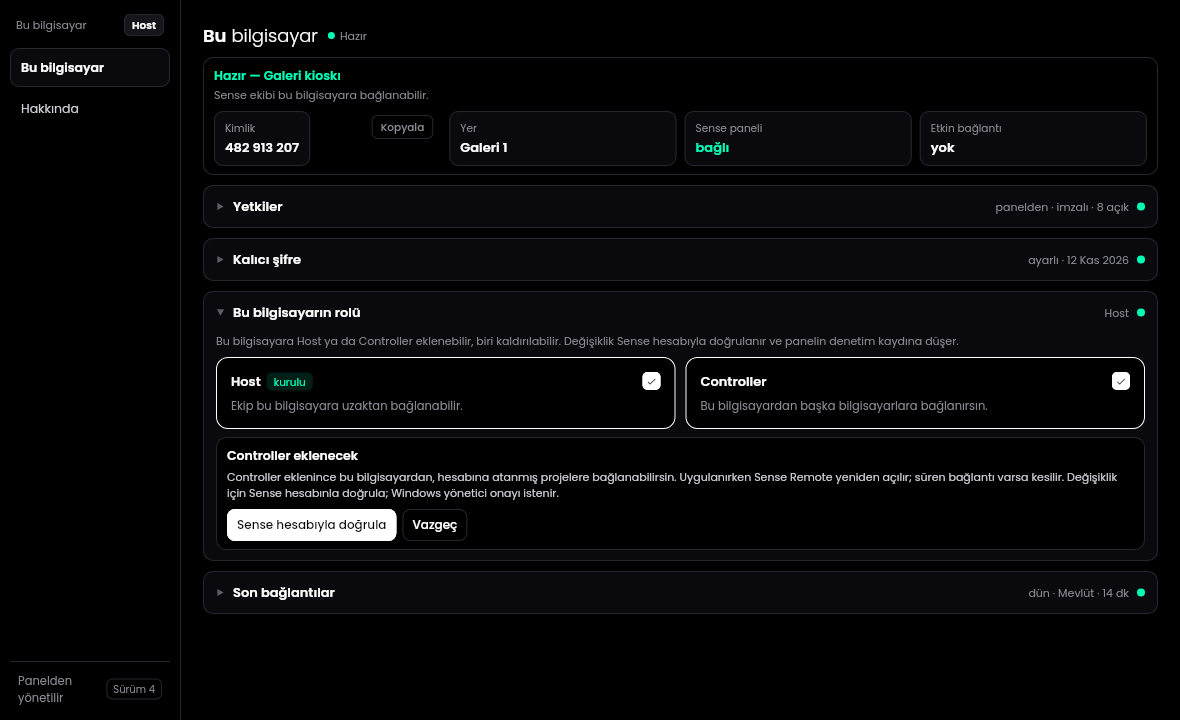 Bu bilgisayar
Host
Bu bilgisayar
Hakkında
Panelden
yönetilir
Sürüm 4
Bu bilgisayar
Hazır
Hazır — Galeri kioskı
Sense ekibi bu bilgisayara bağlanabilir.
Kimlik
482 913 207
Kopyala
Yer
Galeri 1
Sense paneli
bağlı
Etkin bağlantı
yok
Yetkiler
panelden · imzalı · 8 açık
Kalıcı şifre
ayarlı · 12 Kas 2026
Bu bilgisayarın rolü
Host
Bu bilgisayara Host ya da Controller eklenebilir, biri kaldırılabilir. Değişiklik Sense hesabıyla doğrulanır ve panelin denetim kaydına düşer.
Host kurulu
Ekip bu bilgisayara uzaktan bağlanabilir.
Controller
Bu bilgisayardan başka bilgisayarlara bağlanırsın.
Controller eklenecek
Controller eklenince bu bilgisayardan, hesabına atanmış projelere bağlanabilirsin. Uygulanırken Sense Remote yeniden açılır; süren bağlantı varsa kesilir. Değişiklik
için Sense hesabınla doğrula; Windows yönetici onayı istenir.
Sense hesabıyla doğrula
Vazgeç
Son bağlantılar
dün · Mevlüt · 14 dk